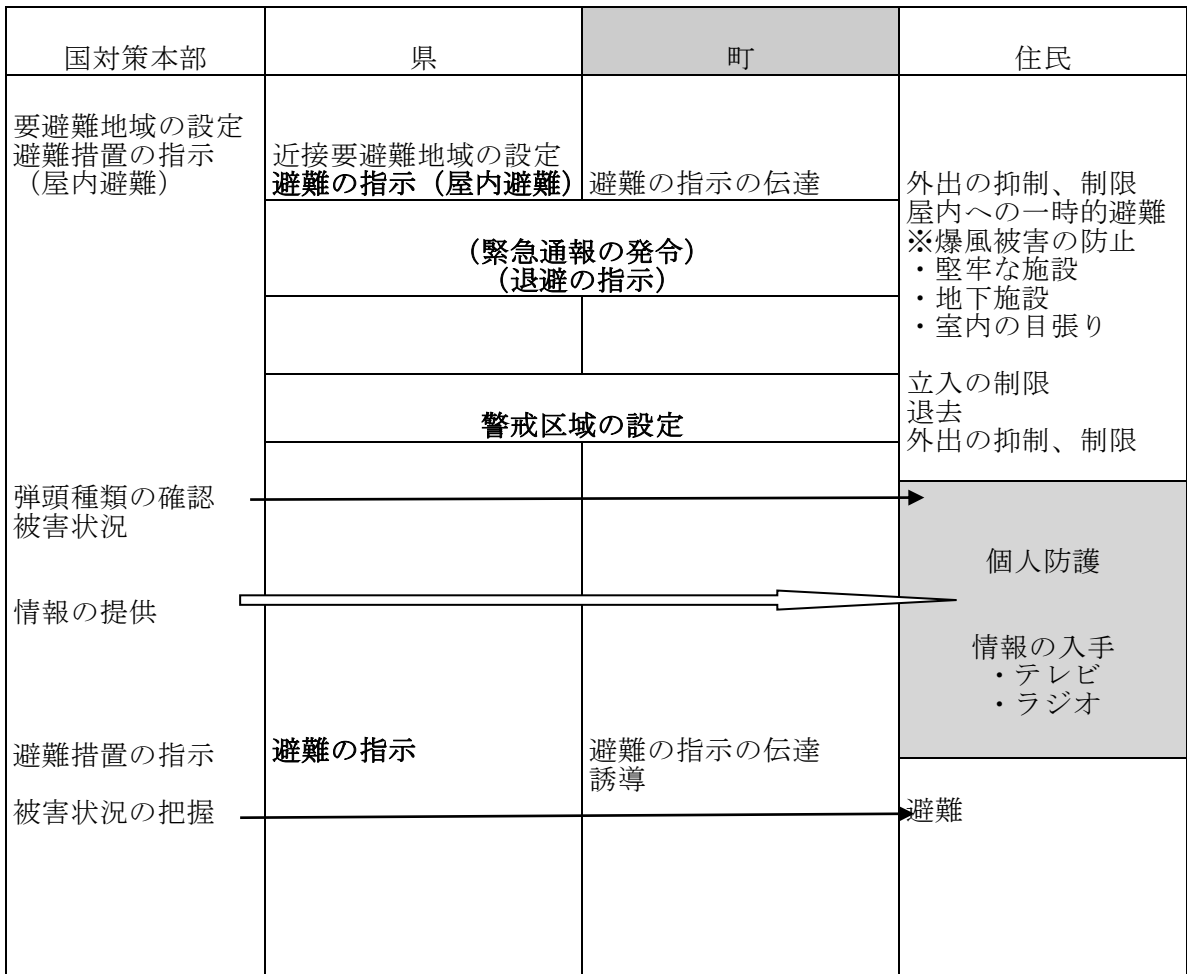 国対策本部
県
町
住民
要避難地域の設定
避難措置の指示
（屋内避難）
近接要避難地域の設定
避難の指示（屋内避難）
避難の指示の伝達
外出の抑制、制限
屋内への一時的避難
※爆風被害の防止
・堅牢な施設
・地下施設
・室内の目張り
（緊急通報の発令）
（退避の指示）
立入の制限
退去
外出の抑制、制限
警戒区域の設定
弾頭種類の確認
被害状況
個人防護
情報の提供
情報の入手
・テレビ
・ラジオ
避難措置の指示
避難の指示
避難の指示の伝達
誘導
被害状況の把握
避難